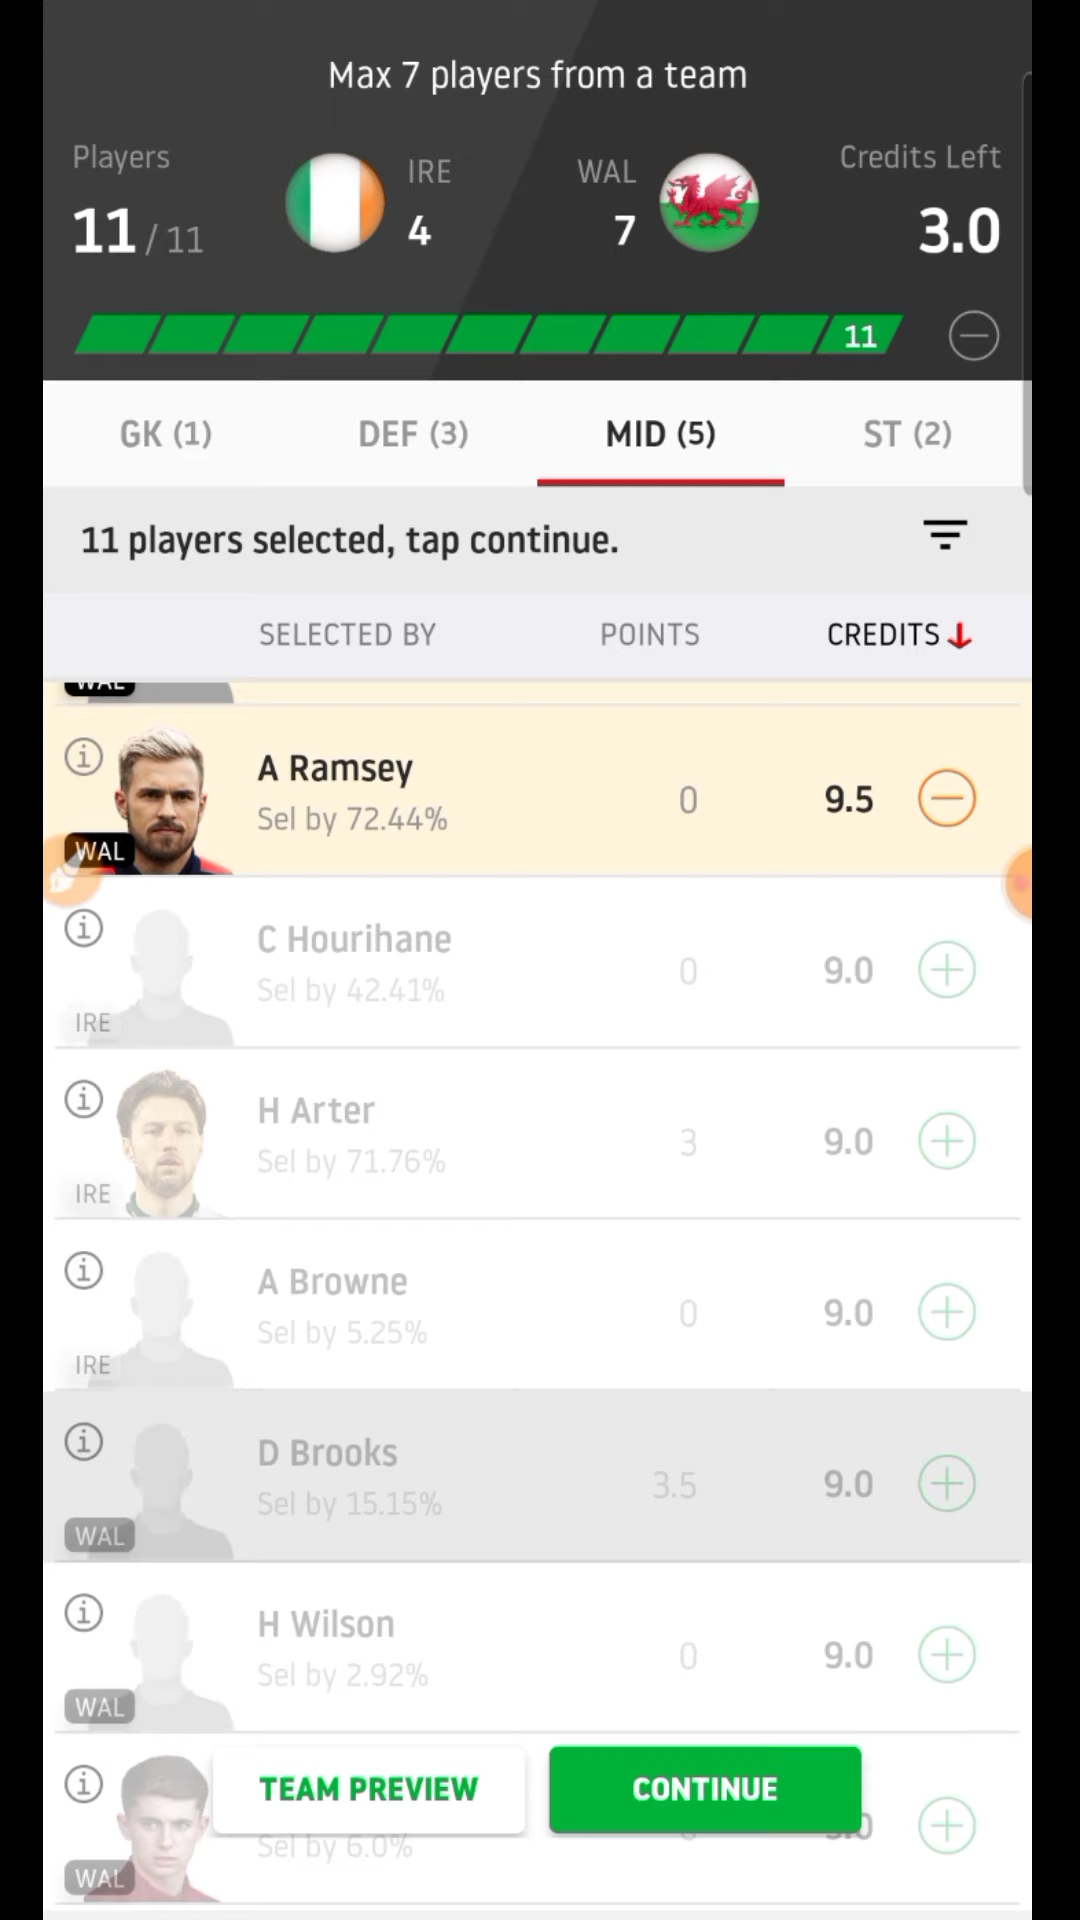 Max 7 players from a team
Players IRE WAL Credits Left
11 / 11 4 7 3.0
11
GK (1) DEF (3) MID (5) ST (2)
11 players selected, tap continue.
SELECTED BY POINTS CREDITS
WAL
A Ramsey
Sel by 72.44% 0 9.5
WAL
C Hourihane
Sel by 42.41% 0 9.0
IRE
H Arter
Sel by 71.76% 3 9.0
IRE
A Browne
Sel by 5.25% 0 9.0
IRE
D Brooks
Sel by 15.15% 3.5 9.0
WAL
H Wilson
Sel by 2.92% 0 9.0
WAL
TEAM PREVIEW CONTINUE
Sel by 6.0%
WAL